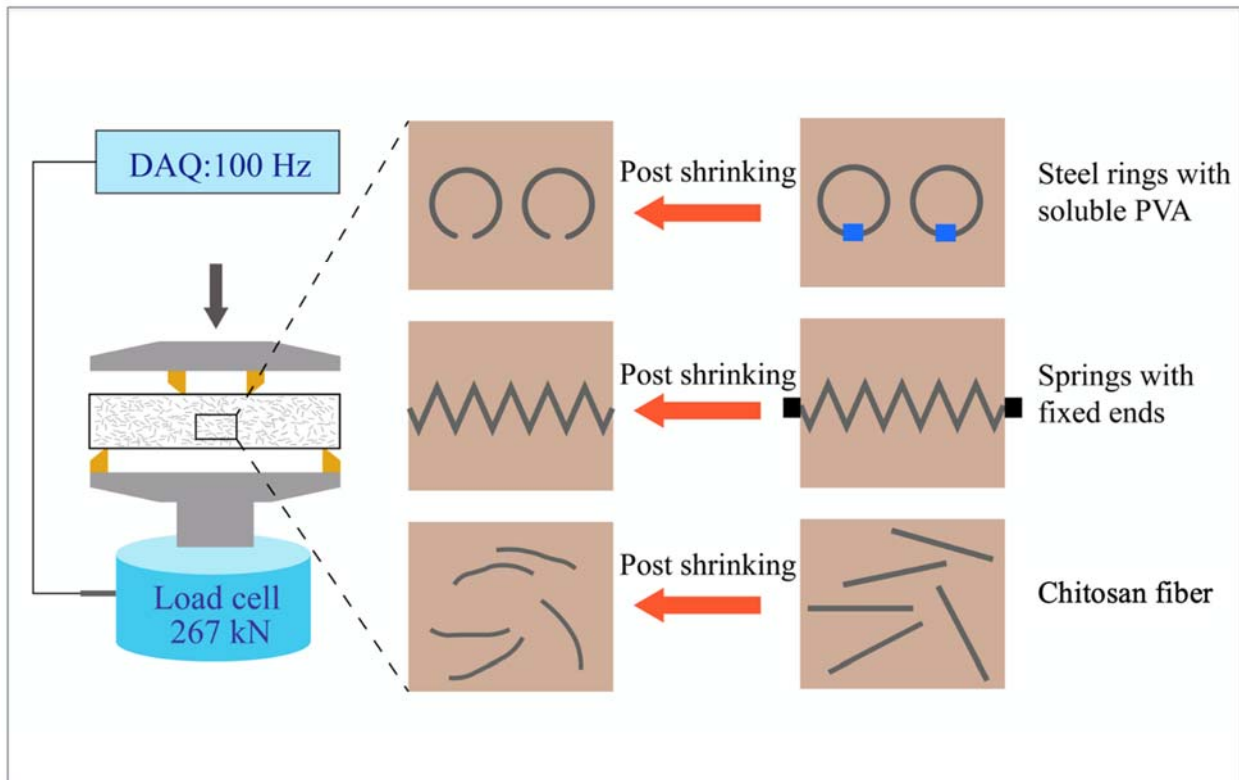 DAQ:100 Hz
Load cell
267 kN
Post shrinking
Steel rings with
soluble PVA
Post shrinking
Springs with
fixed ends
Post shrinking
Chitosan fiber